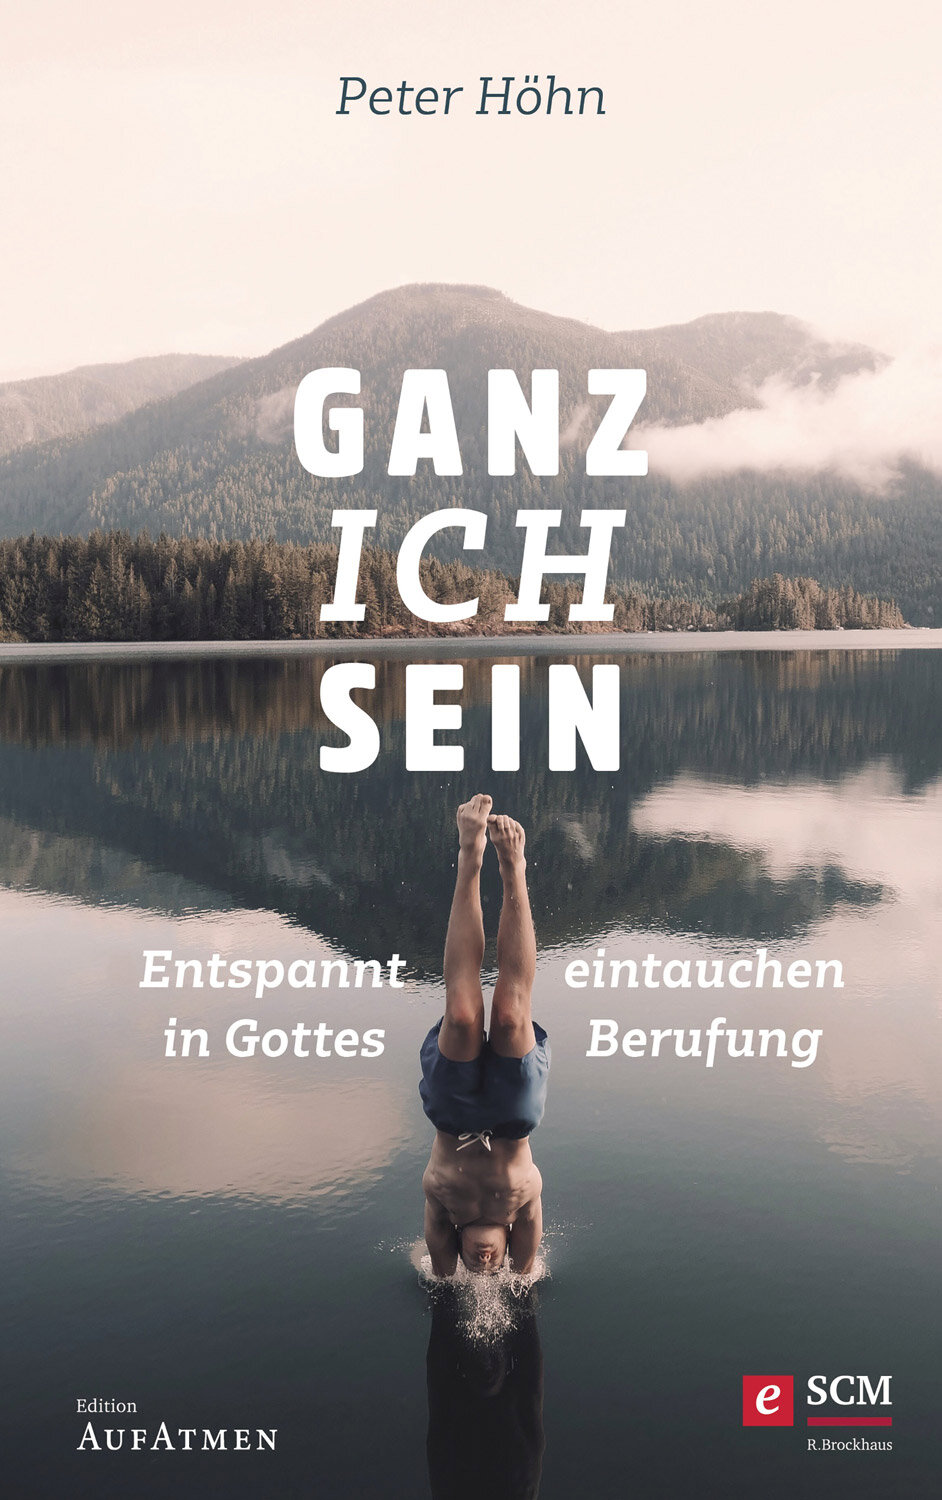 Peter Höhn
GANZ
ICH
SEIN
Entspannt eintauchen
in Gottes Berufung
Edition
AUFATMEN
e SCM
R.Brockhaus